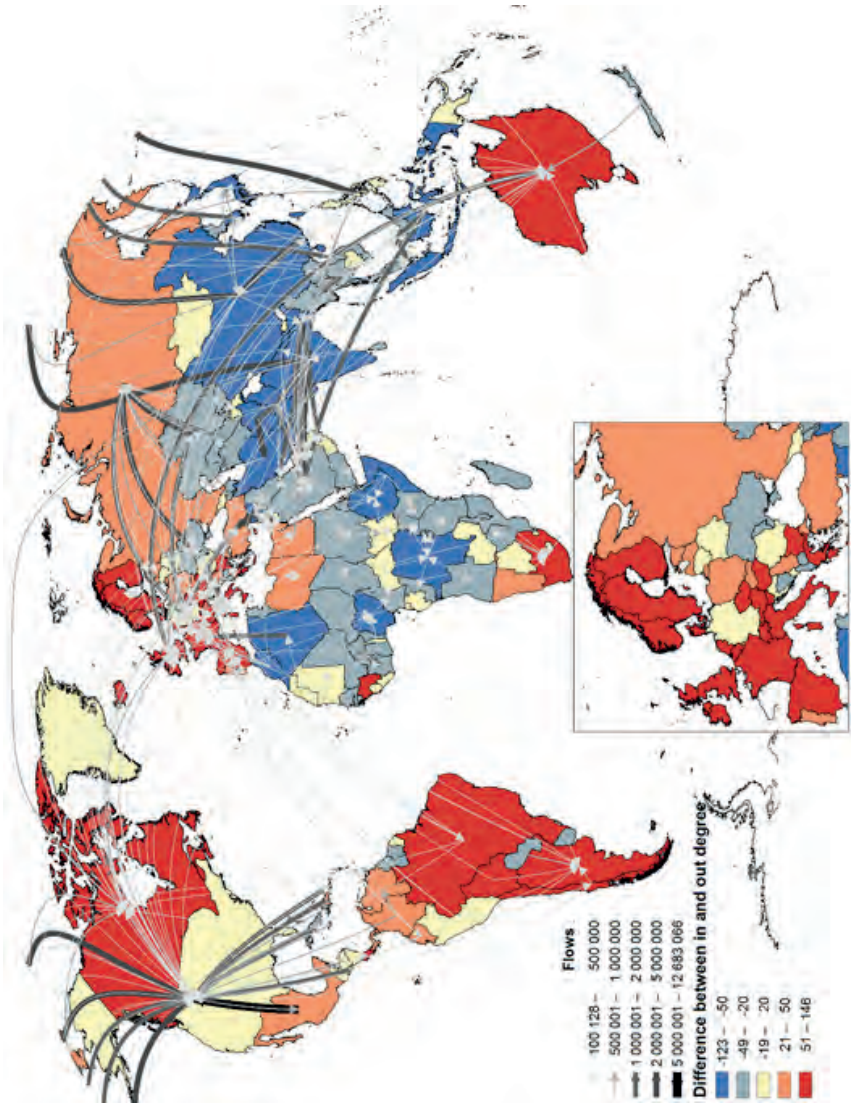 Flows
100 128 – 500 000
500 001 – 1 000 000
1 000 001 – 2 000 000
2 000 001 – 5 000 000
5 000 001 – 12 683 066
Difference between in and out degree
-123 – -50
-49 – -20
-19 – 20
21 – 50
51 – 146